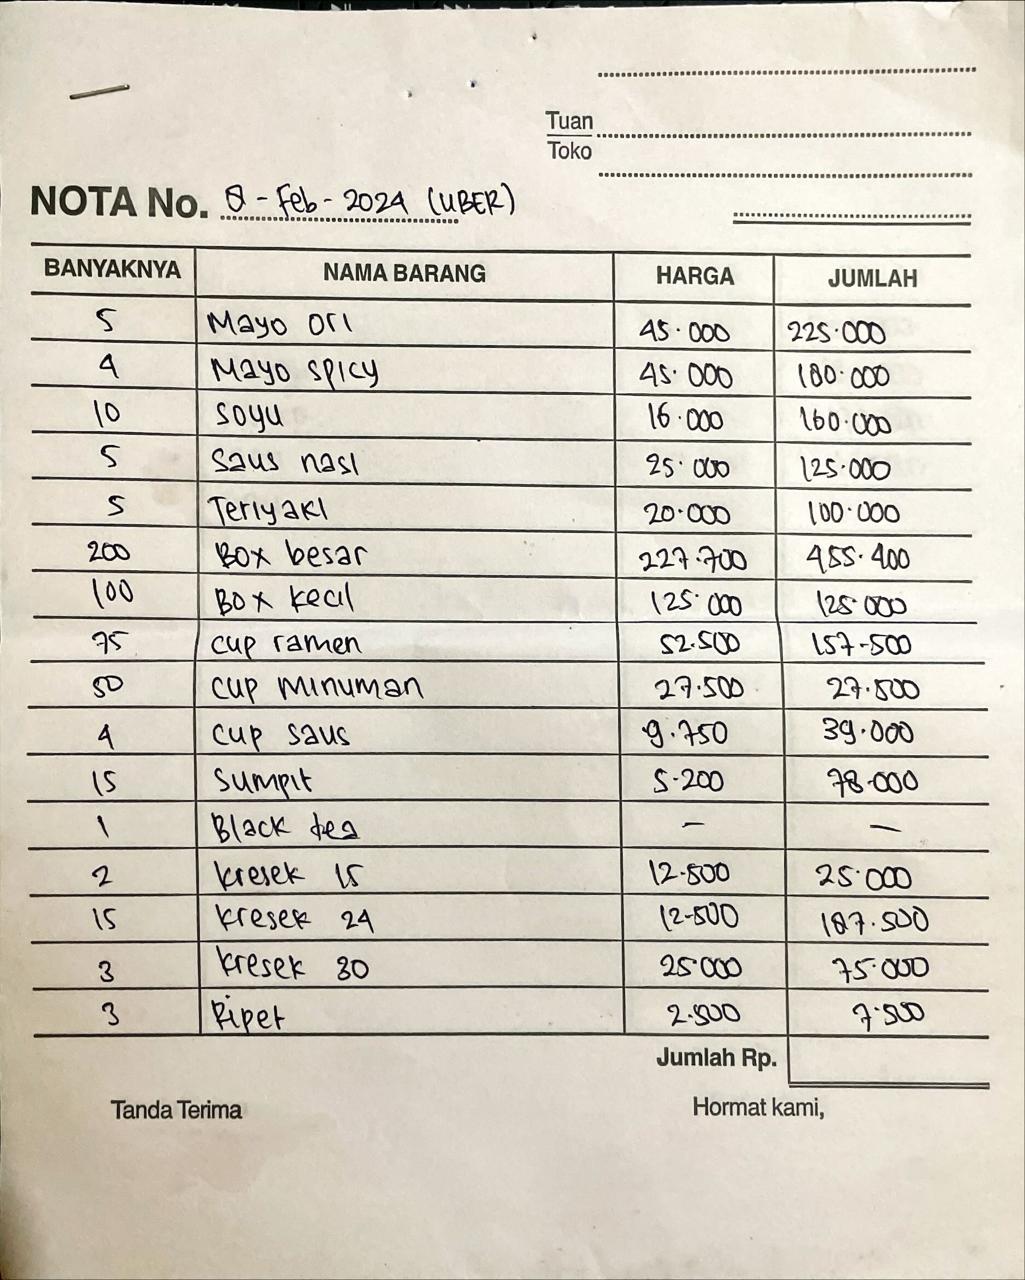 Tuan
Toko
NOTA No. 8 - Feb - 2024 (UBER)
BANYAKNYA NAMA BARANG HARGA JUMLAH
5 Mayo ori 45.000 225.000
4 Mayo spicy 45.000 180.000
10 soyu 16.000 160.000
5 saus nasi 25.000 125.000
5 Teriyaki 20.000 100.000
200 Box besar 227.700 455.400
100 Box kecil 125.000 125.000
75 cup ramen 52.500 157-500
50 cup minuman 27.500 27.500
4 cup saus 9.750 39.000
15 sumpit 5.200 78.000
1 Black tea — —
2 kresek 15 12.500 25.000
15 kresek 24 12-500 187.500
3 kresek 30 25.000 75.000
3 Pipet 2.500 7.500
Jumlah Rp.
Tanda Terima Hormat kami,